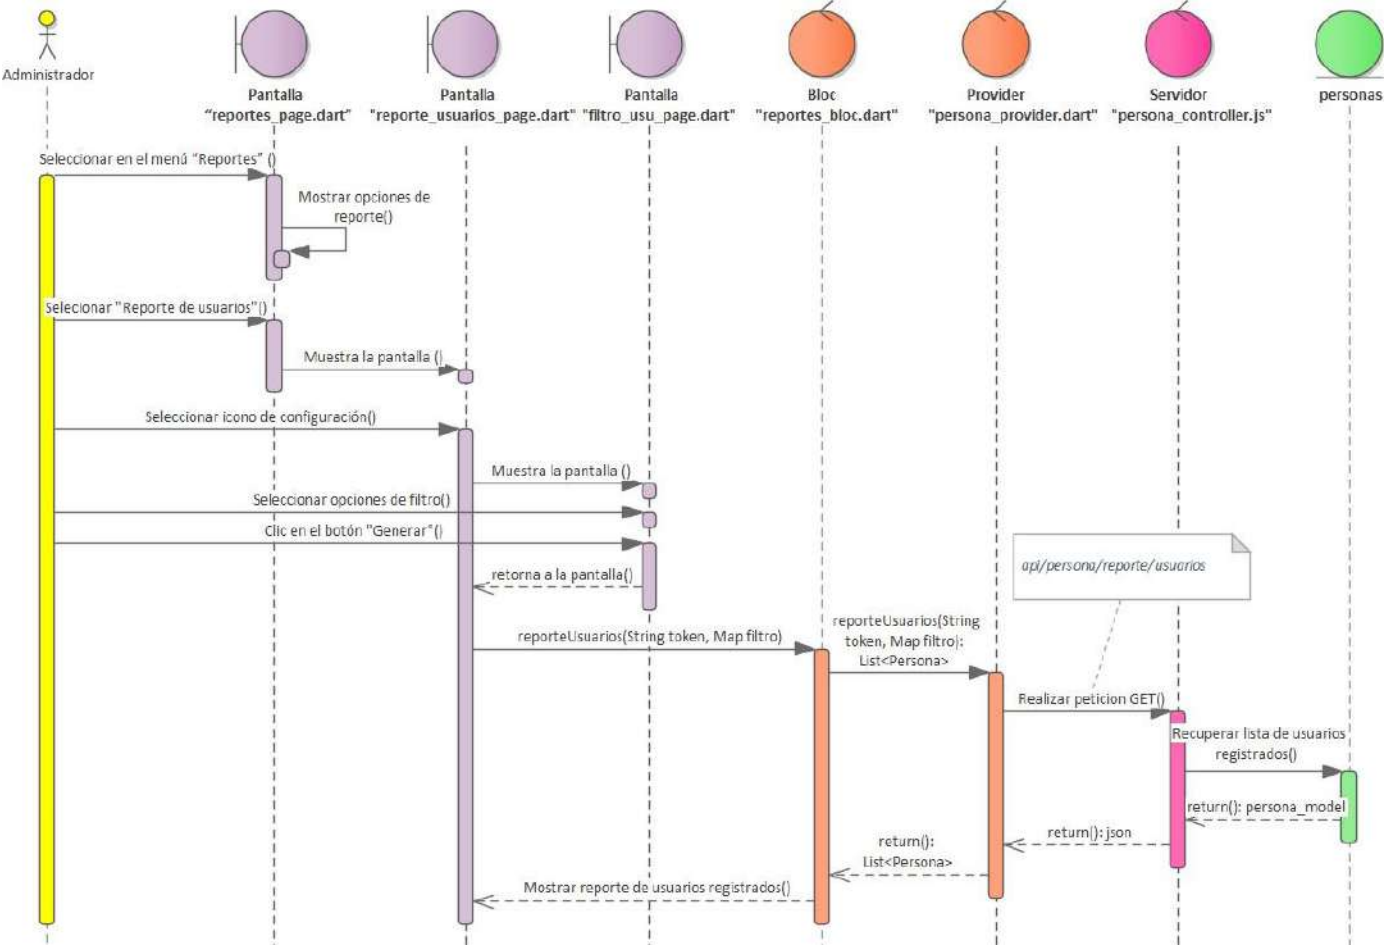 Administrador
Pantalla
"reportes_page.dart"
Pantalla
"reporte_usuarios_page.dart"
Pantalla
"filtro_usu_page.dart"
Bloc
"reportes_bloc.dart"
Provider
"persona_provider.dart"
Servidor
"persona_controller.js"
personas
Seleccionar en el menú "Reportes" ()
Mostrar opciones de
reporte()
Selecionar "Reporte de usuarios"()
Muestra la pantalla ()
Seleccionar icono de configuración()
Muestra la pantalla ()
Seleccionar opciones de filtro()
Clic en el botón "Generar"()
retorna a la pantalla()
api/persona/reporte/usuarios
reporteUsuarios(String token, Map filtro)
reporteUsuarios(String
token, Map filtro):
List<Persona>
Realizar peticion GET()
Recuperar lista de usuarios
registrados()
return(): persona_model
return(): json
return():
List<Persona>
Mostrar reporte de usuarios registrados()